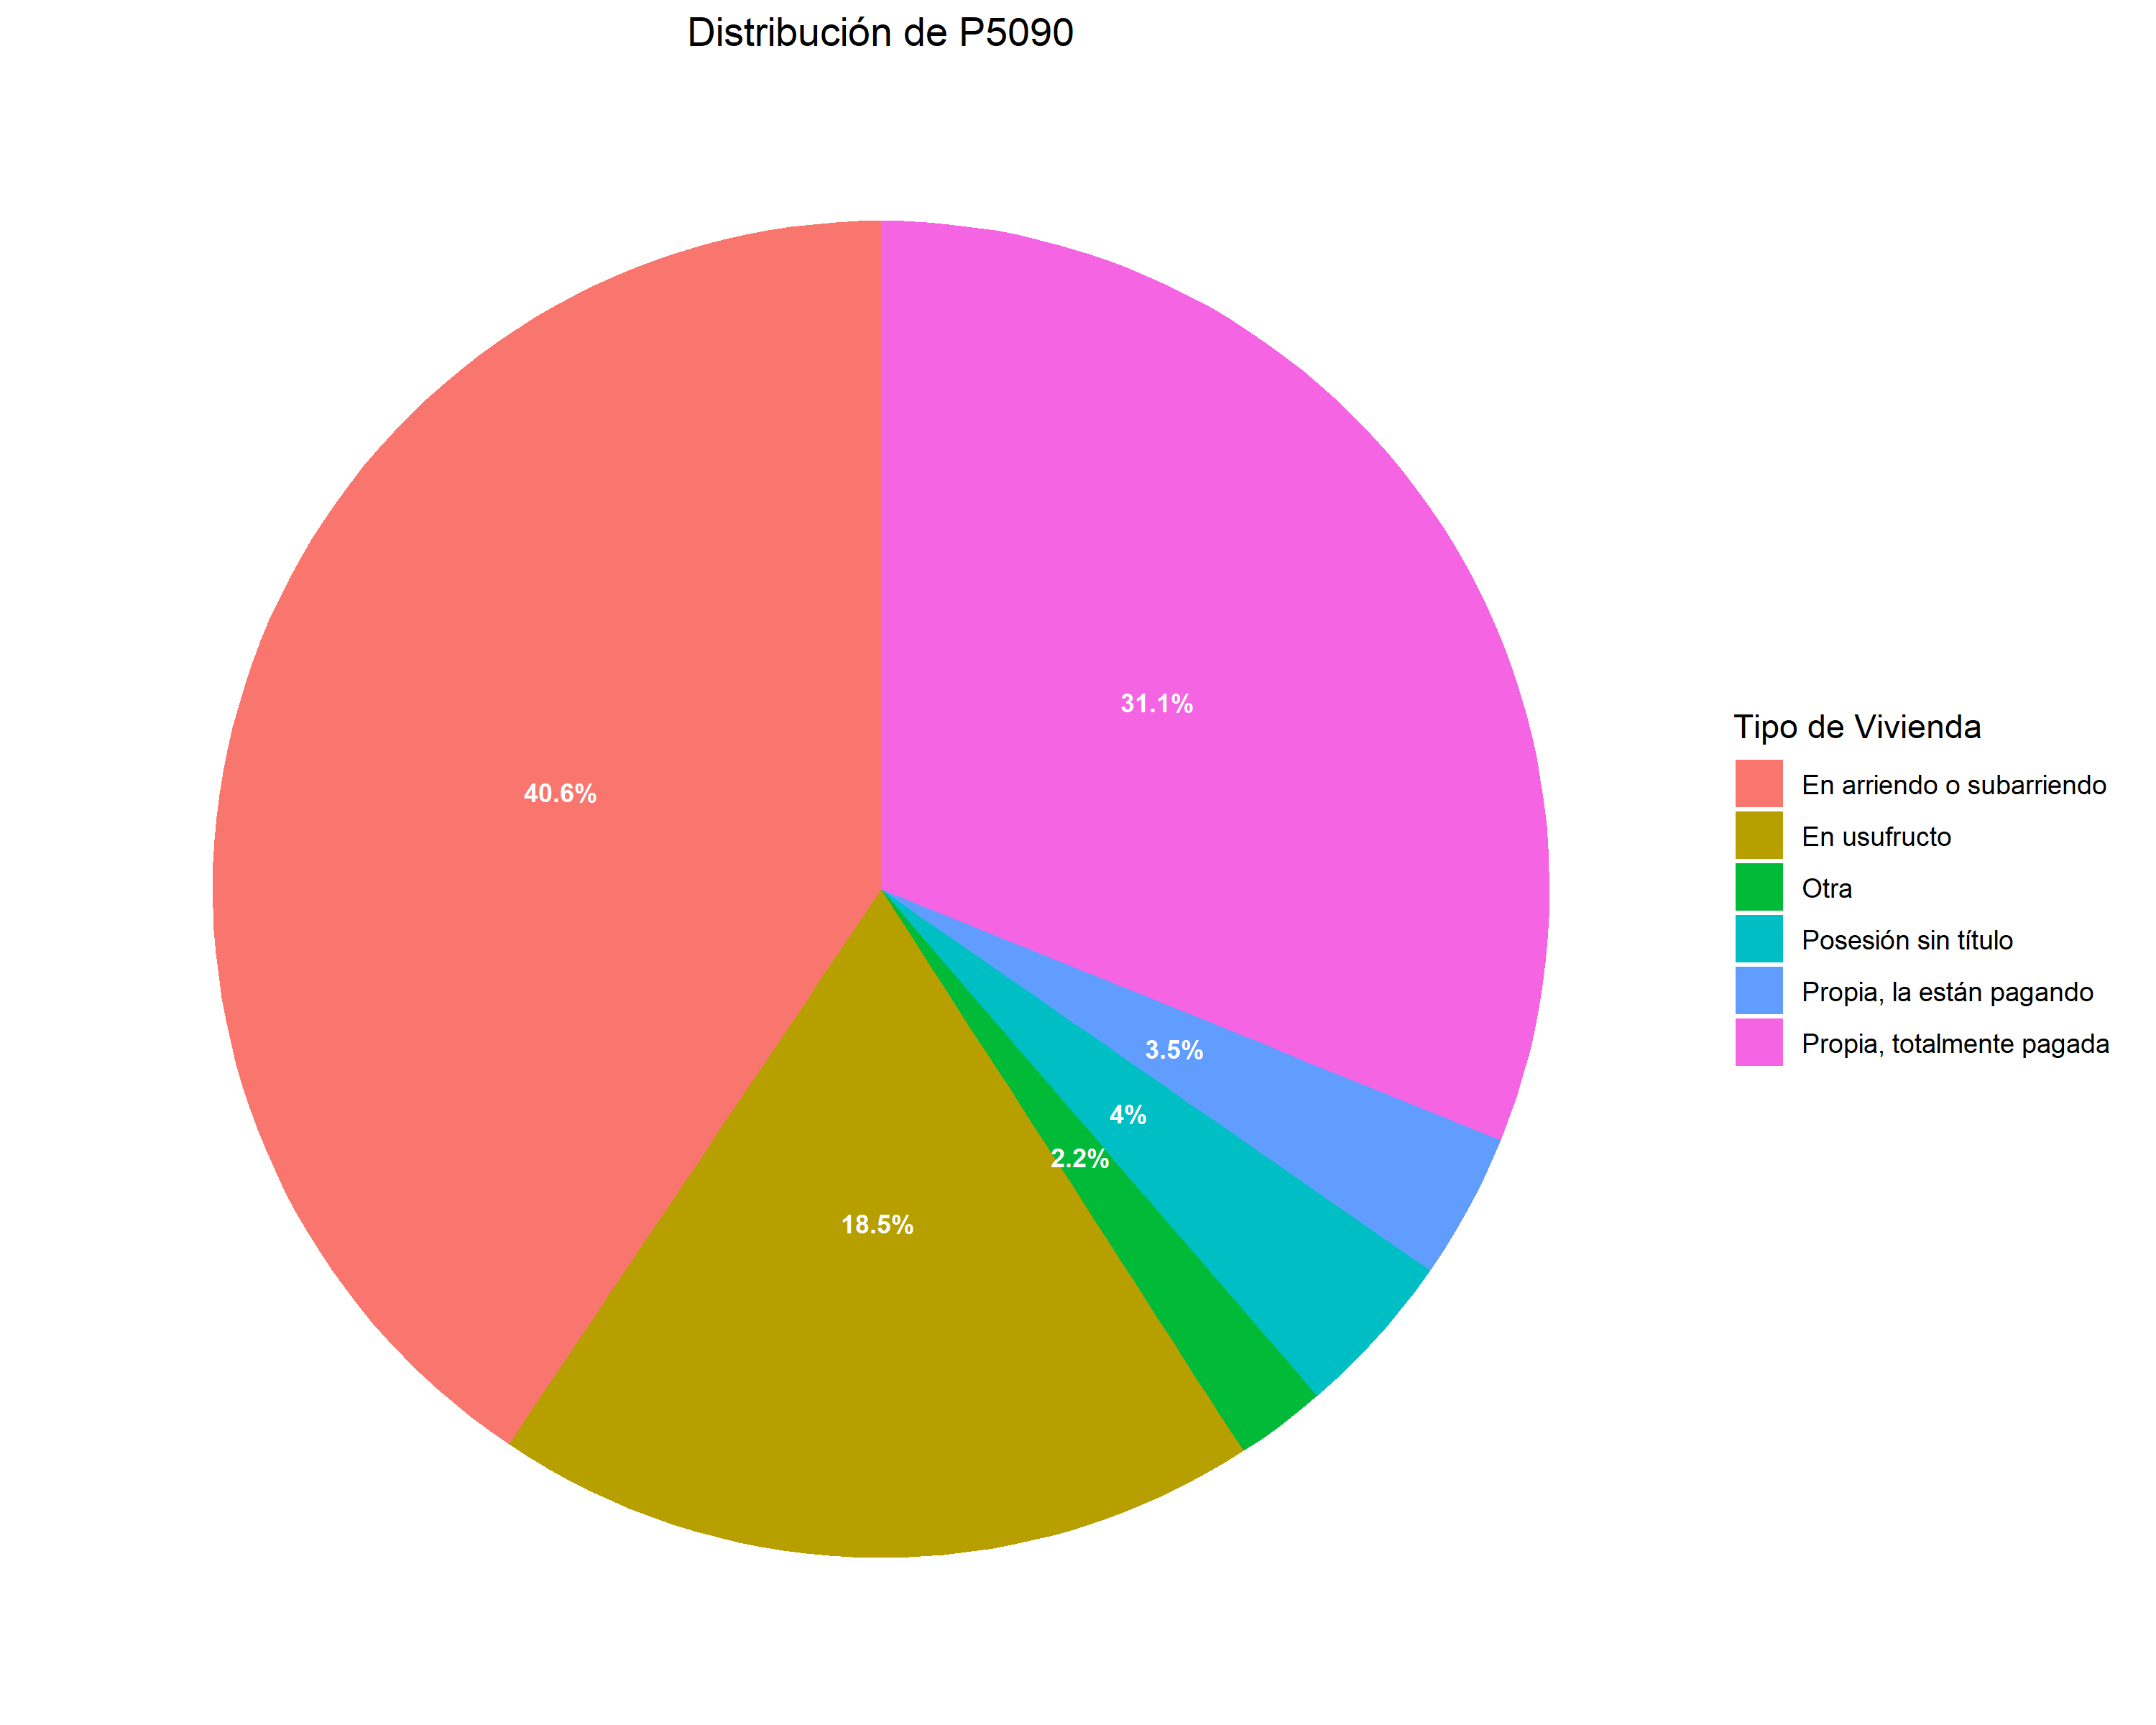 Distribución de P5090
31.1%
40.6%
3.5%
4%
2.2%
18.5%
Tipo de Vivienda
En arriendo o subarriendo
En usufructo
Otra
Posesión sin título
Propia, la están pagando
Propia, totalmente pagada